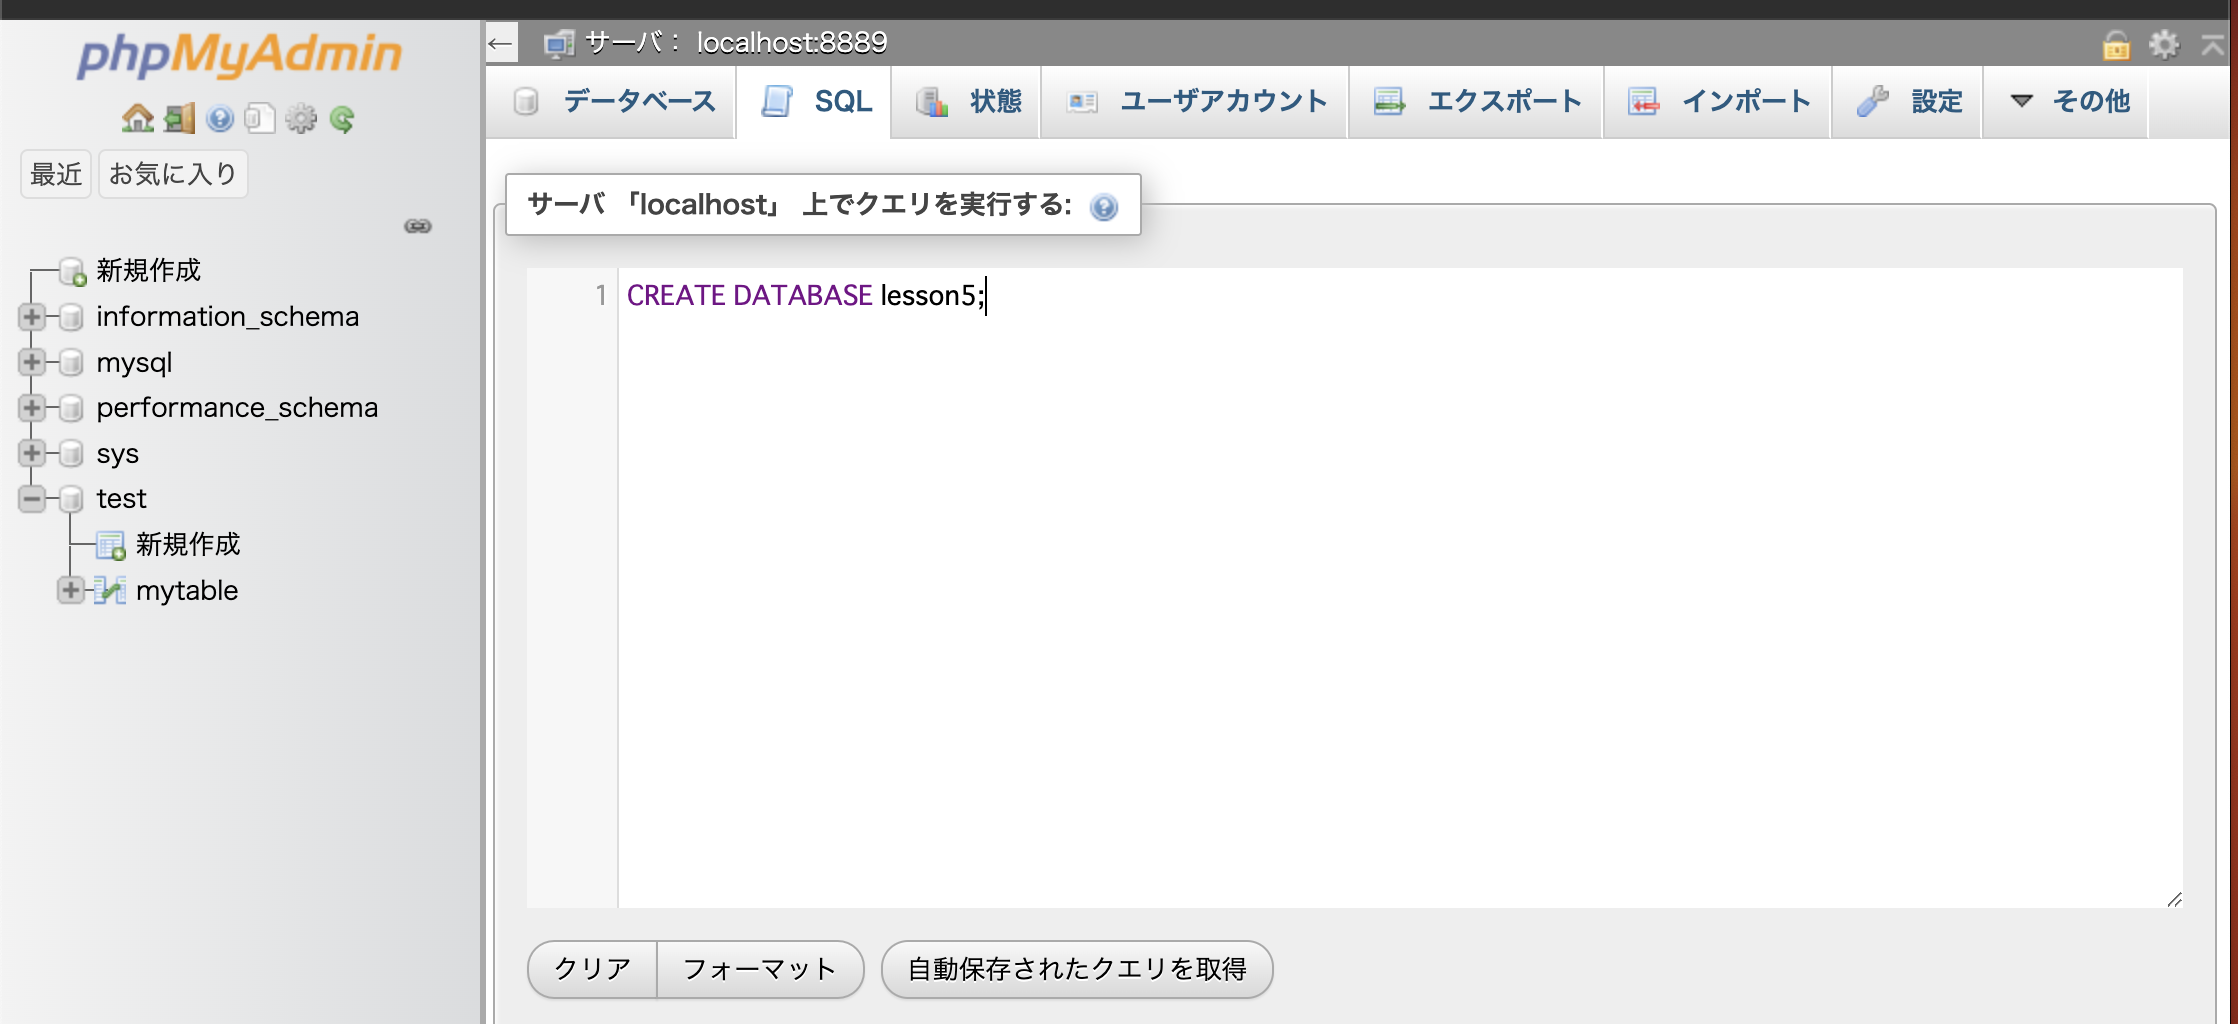 phpMyAdmin
最近 お気に入り
新規作成
information_schema
mysql
performance_schema
sys
test
新規作成
mytable
サーバ： localhost:8889
データベース SQL 状態 ユーザアカウント エクスポート インポート 設定 その他
サーバ 「localhost」 上でクエリを実行する:
1 CREATE DATABASE lesson5;
クリア フォーマット 自動保存されたクエリを取得